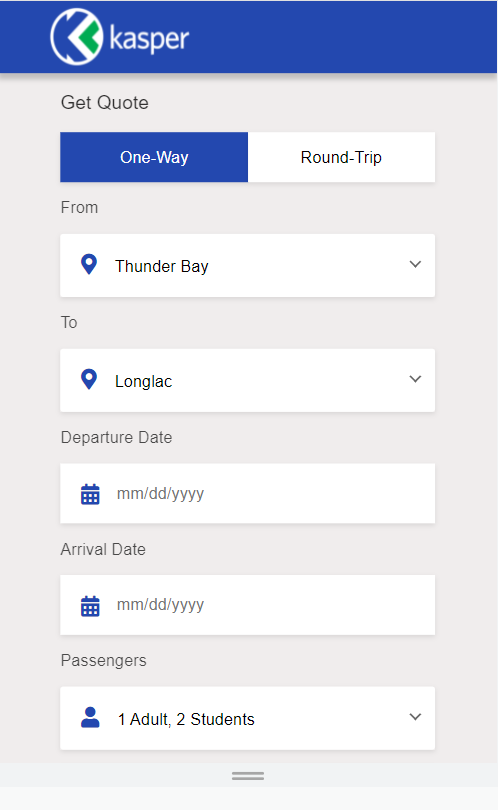 kasper
Get Quote
One-Way Round-Trip
From
Thunder Bay
To
Longlac
Departure Date
mm/dd/yyyy
Arrival Date
mm/dd/yyyy
Passengers
1 Adult, 2 Students